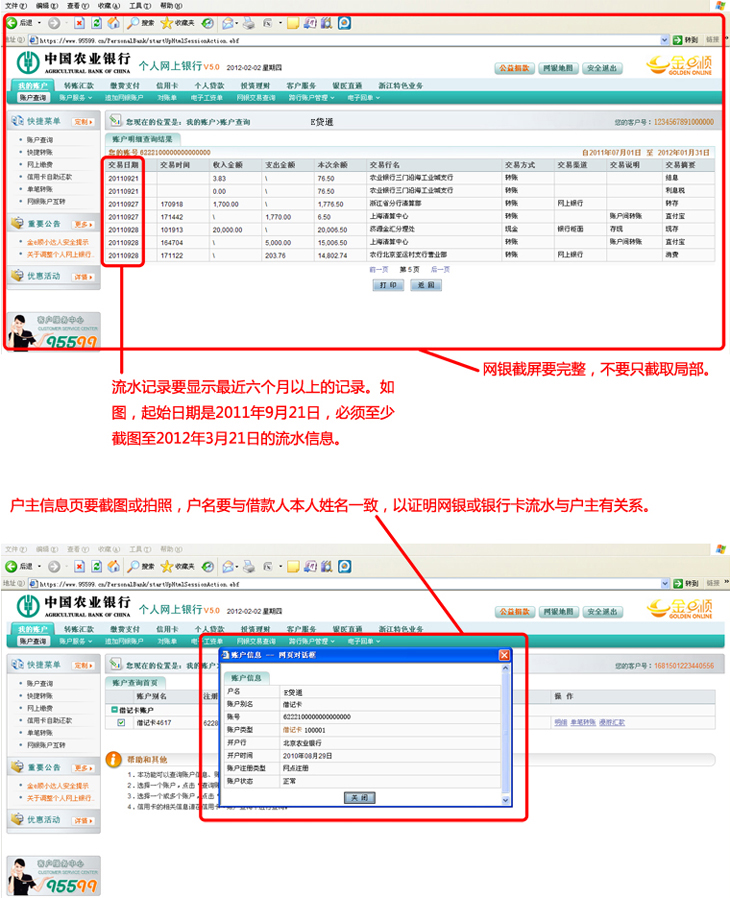 文件(F) 编辑(E) 查看(V) 收藏(A) 工具(T) 帮助(H)
后退 搜索 收藏夹
地址(D) https://www.95599.cn/PersonalBank/startUpHtmlSessionAction.ebf 转到 链接
中国农业银行 AGRICULTURAL BANK OF CHINA 个人网上银行V5.0 2012-02-02 星期四 公益捐款 网银地图 安全退出 金e顺 GOLDEN ONLINE
我的账户 转账汇款 缴费支付 信用卡 个人贷款 投资理财 客户服务 银医直通 浙江特色业务
账户查询 账户服务 追加网银账户 对账单 电子工资单 网银交易查询 跨行账户管理 电子回单
快捷菜单 定制
您现在的位置是：我的账户>账户查询 E贷通 您的客户号：1234567891000000
账户查询
快捷转账
网上缴费
信用卡自助还款
单笔转账
网银账户互转
重要公告 更多
金e顺小达人安全提示
关于调整个人网上银行.
优惠活动 详情
客户服务中心
CUSTOMER SERVICE CENTER
95599
账户明细查询结果
您的账号6222100000000000000 自2011年07月01日 至 2012年01月31日
交易日期 交易时间 收入金额 支出金额 本次余额 交易行名 交易方式 交易渠道 交易说明 交易摘要
20110921 3.83 \ 76.50 农业银行三门沿海工业城支行 转账 结息
20110921 0.00 \ 76.50 农业银行三门沿海工业城支行 转账 利息税
20110927 170918 1,700.00 \ 1,776.50 浙江省分行清算部 转账 网上银行 转存
20110927 171442 \ 1,770.00 6.50 上海清算中心 转账 账户间转账 直付宝
20110928 101913 20,000.00 \ 20,006.50 济源金汇分理处 现金 银行柜面 存现 现存
20110928 164704 \ 5,000.00 15,006.50 上海清算中心 转账 账户间转账 直付宝
20110928 171122 \ 203.76 14,802.74 农行北京亚运村支行营业部 转账 网上银行 消费
前一页 第 5 页 后一页
打 印 返 回
网银截屏要完整，不要只截取局部。
流水记录要显示最近六个月以上的记录。如
图，起始日期是2011年9月21日，必须至少
截图至2012年3月21日的流水信息。
户主信息页要截图或拍照，户名要与借款人本人姓名一致，以证明网银或银行卡流水与户主有关系。
文件(F) 编辑(E) 查看(V) 收藏(A) 工具(T) 帮助(H)
后退 搜索 收藏夹
地址(D) https://www.95599.cn/PersonalBank/startUpHtmlSessionAction.ebf 转到 链接
中国农业银行 AGRICULTURAL BANK OF CHINA 个人网上银行V5.0 2012-02-02 星期四 公益捐款 网银地图 安全退出 金e顺 GOLDEN ONLINE
我的账户 转账汇款 缴费支付 信用卡 个人贷款 投资理财 客户服务 银医直通 浙江特色业务
账户查询 账户服务 追加网银账户 对账单 电子工资单 网银交易查询 跨行账户管理 电子回单
快捷菜单 定制
您现在的位置是：我的账户 您的客户号：1681501223440556
账户查询
快捷转账
网上缴费
信用卡自助还款
单笔转账
网银账户互转
重要公告 更多
金e顺小达人安全提示
关于调整个人网上银行.
优惠活动 详情
客户服务中心
CUSTOMER SERVICE CENTER
95599
账户查询首页
账户别名 注册 操 作
借记卡账户
借记卡4617 6228 明细 单笔转账 漫游汇款
帮助和其他
1．本功能可以查询账户信息、
2．选择一个账户，点击"查询
3．选择一个或多个账户，点击
4．信用卡的相关信息请在信用卡
账户信息 -- 网页对话框
账户信息
户名 E贷通
账户别名 借记卡
账号 6222100000000000000
账户类型 借记卡 100001
开户行 北京农业银行
开户时间 2010年08月29日
账户注册类型 网点注册
账户状态 正常
关 闭